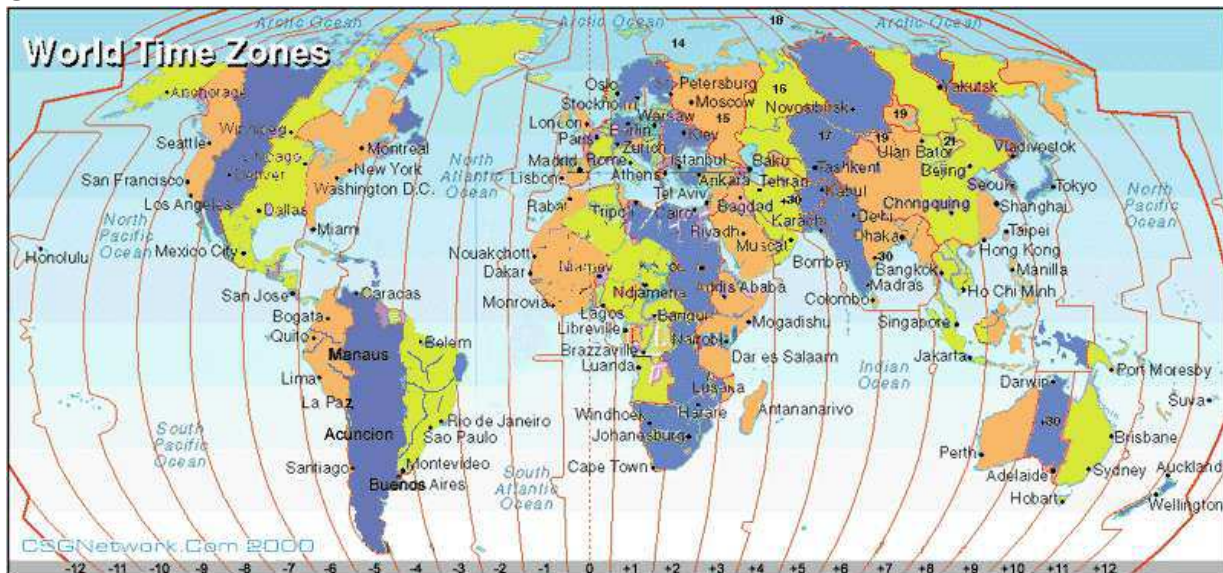 Arctic Ocean
Arctic Ocean
Arctic Ocean
World Time Zones
18
14
16
15
17
19
19
21
Anchorage
Oslo
Petersburg
Yakutsk
Stockholm
Moscow
Novosibirsk
London
Warsaw
Winnipeg
Paris
Berlin
Kiev
Seattle
Montreal
Zurich
Ulan Bator
Vladivostok
Chicago
New York
North
Atlantic
Ocean
Madrid
Rome
Istanbul
Baku
Tashkent
Beijing
Denver
Washington D.C.
Lisbon
Athens
Ankara
Tehran
Kabul
Seoul
Tokyo
San Francisco
Tel Aviv
+30
Los Angeles
Dallas
Rabat
Tripoli
Cairo
Bagdad
Karachi
Delhi
Chongquing
Shanghai
North
Pacific
Ocean
North
Pacific
Ocean
Miami
Riyadh
Muscat
Dhaka
Taipei
Honolulu
Mexico City
Nouakchott
Bombay
-30
Hong Kong
Dakar
Niamey
Bangkok
Manilla
San Jose
Caracas
Ndjamena
Addis Ababa
Madras
Ho Chi Minh
Monrovia
Colombo
Bogata
Lagos
Bangui
Mogadishu
Singapore
Quito
Libreville
Nairobi
Belem
Manaus
Brazzaville
Dar es Salaam
Jakarta
Luanda
Indian
Ocean
Port Moresby
Lima
Lusaka
Darwin
La Paz
Harare
Antananarivo
Suva
Windhoek
Rio de Janeiro
+30
South
Pacific
Ocean
Acuncion
Sao Paulo
Johanesburg
Brisbane
Perth
Santiago
Montevideo
South
Atlantic
Ocean
Cape Town
Adelaide
Sydney
Auckland
Buenos Aires
Hobart
Wellington
CSGNetwork.Com 2000
-12 -11 -10 -9 -8 -7 -6 -5 -4 -3 -2 -1 0 +1 +2 +3 +4 +5 +6 +7 +8 +9 +10 +11 +12